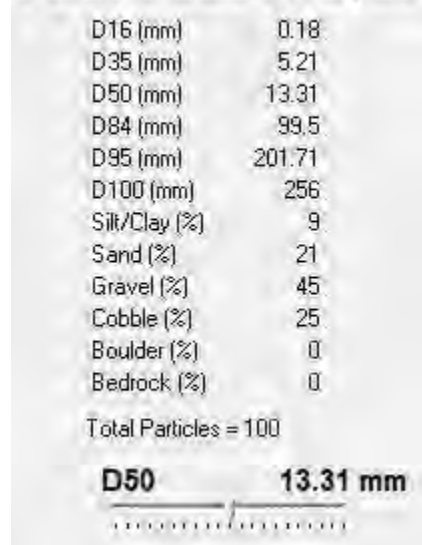 D16 (mm) 0.18
D35 (mm) 5.21
D50 (mm) 13.31
D84 (mm) 99.5
D95 (mm) 201.71
D100 (mm) 256
Silt/Clay (%) 9
Sand (%) 21
Gravel (%) 45
Cobble (%) 25
Boulder (%) 0
Bedrock (%) 0
Total Particles = 100
D50 13.31 mm